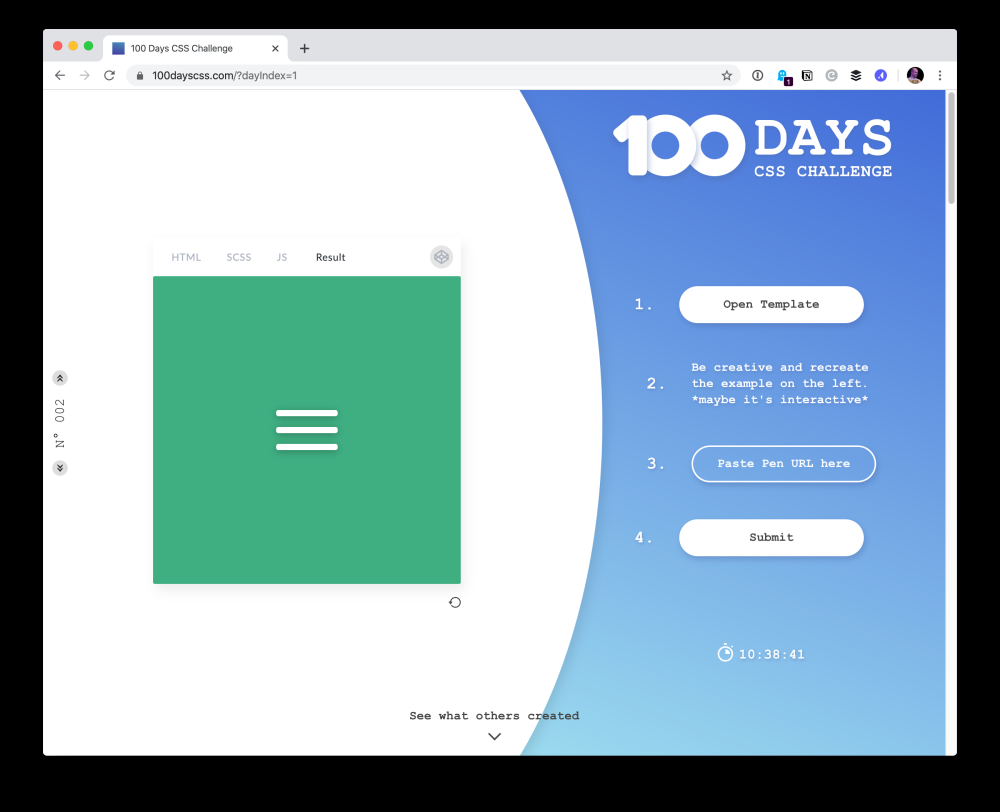 100 Days CSS Challenge
100dayscss.com/?dayIndex=1
1
100 DAYS
CSS CHALLENGE
HTML SCSS JS Result
N° 002
1. Open Template
2. Be creative and recreate
the example on the left.
*maybe it's interactive*
3. Paste Pen URL here
4. Submit
10:38:41
See what others created